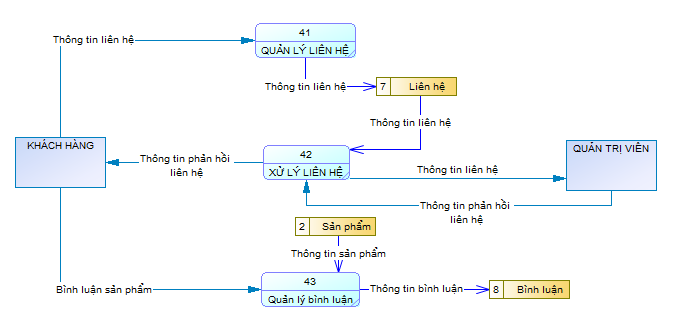 41
Thông tin liên hệ
QUẢN LÝ LIÊN HỆ
Thông tin liên hệ
7 Liên hệ
Thông tin liên hệ
KHÁCH HÀNG
42
QUẢN TRỊ VIÊN
Thông tin phản hồi
liên hệ
XỬ LÝ LIÊN HỆ
Thông tin liên hệ
Thông tin phản hồi
liên hệ
2 Sản phẩm
Thông tin sản phẩm
43
Bình luận sản phẩm
Quản lý bình luận
Thông tin bình luận
8 Bình luận